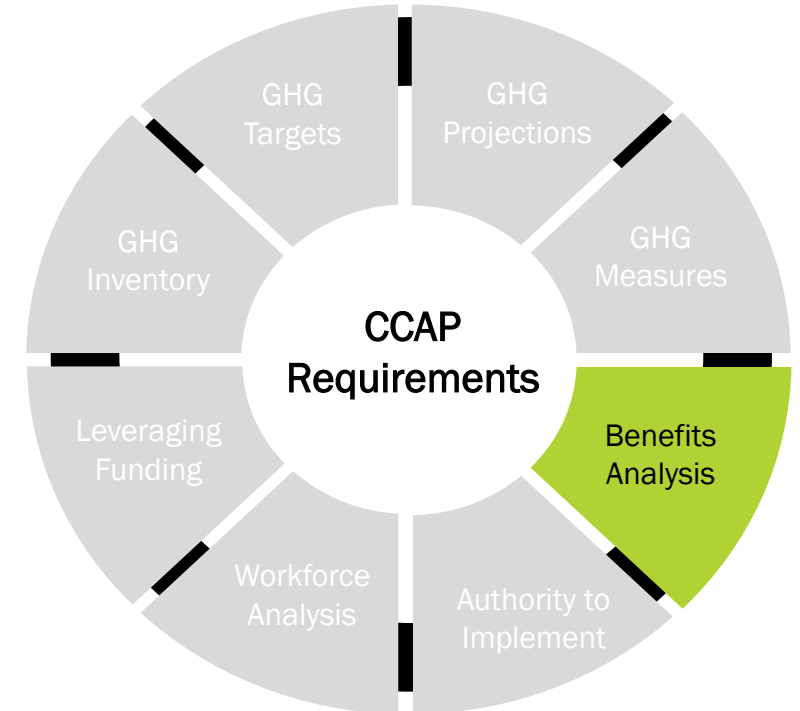 GHG
Targets
GHG
Projections
GHG
Inventory
GHG
Measures
CCAP
Requirements
Leveraging
Funding
Benefits
Analysis
Workforce
Analysis
Authority to
Implement